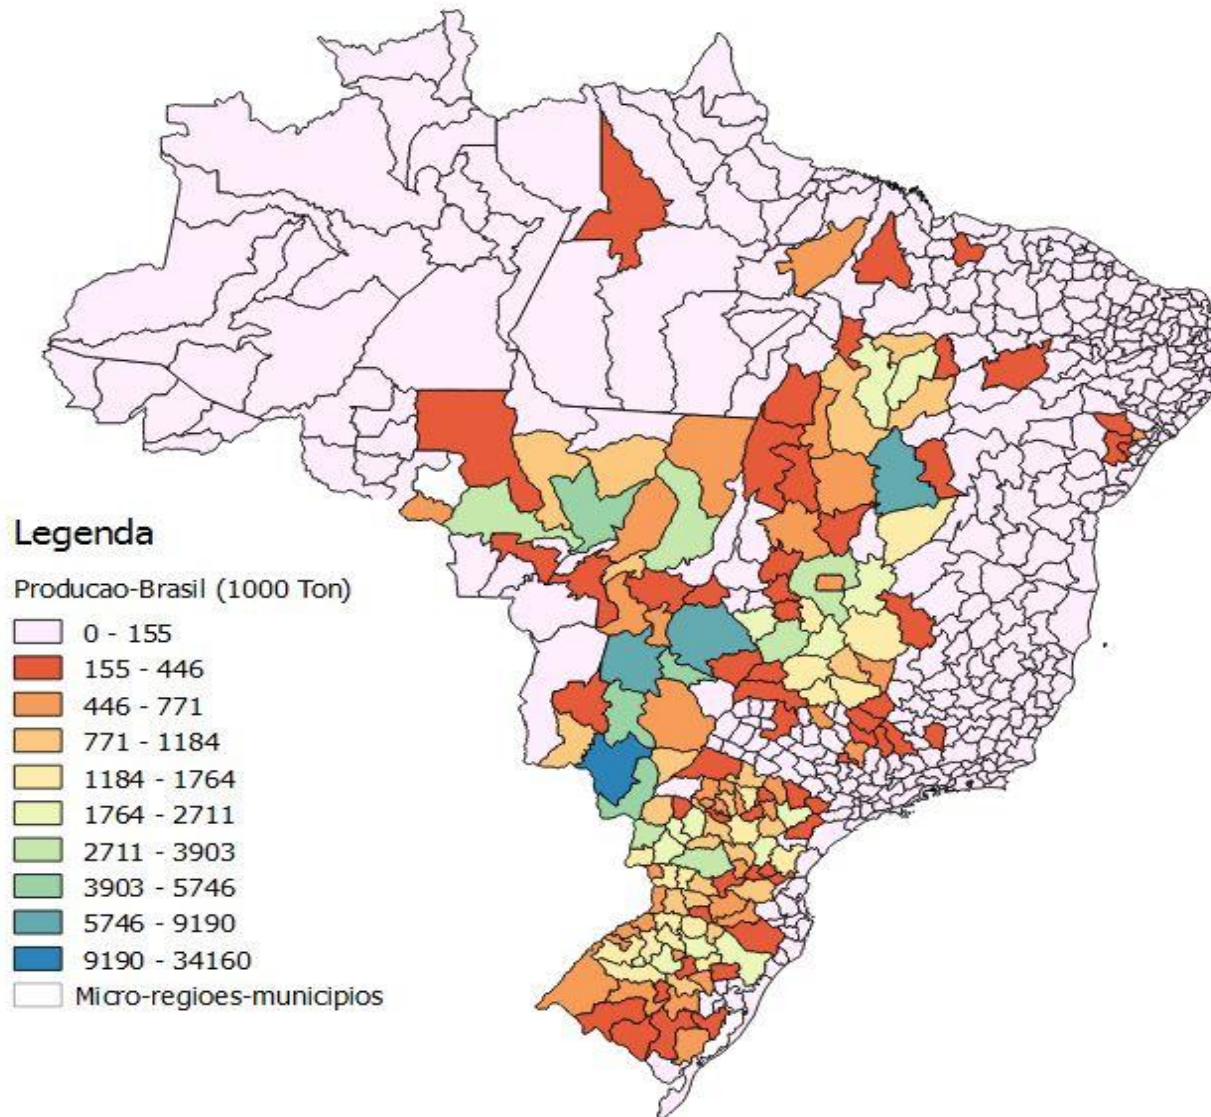 Legenda
Producao-Brasil (1000 Ton)
0 - 155
155 - 446
446 - 771
771 - 1184
1184 - 1764
1764 - 2711
2711 - 3903
3903 - 5746
5746 - 9190
9190 - 34160
Micro-regioes-municipios